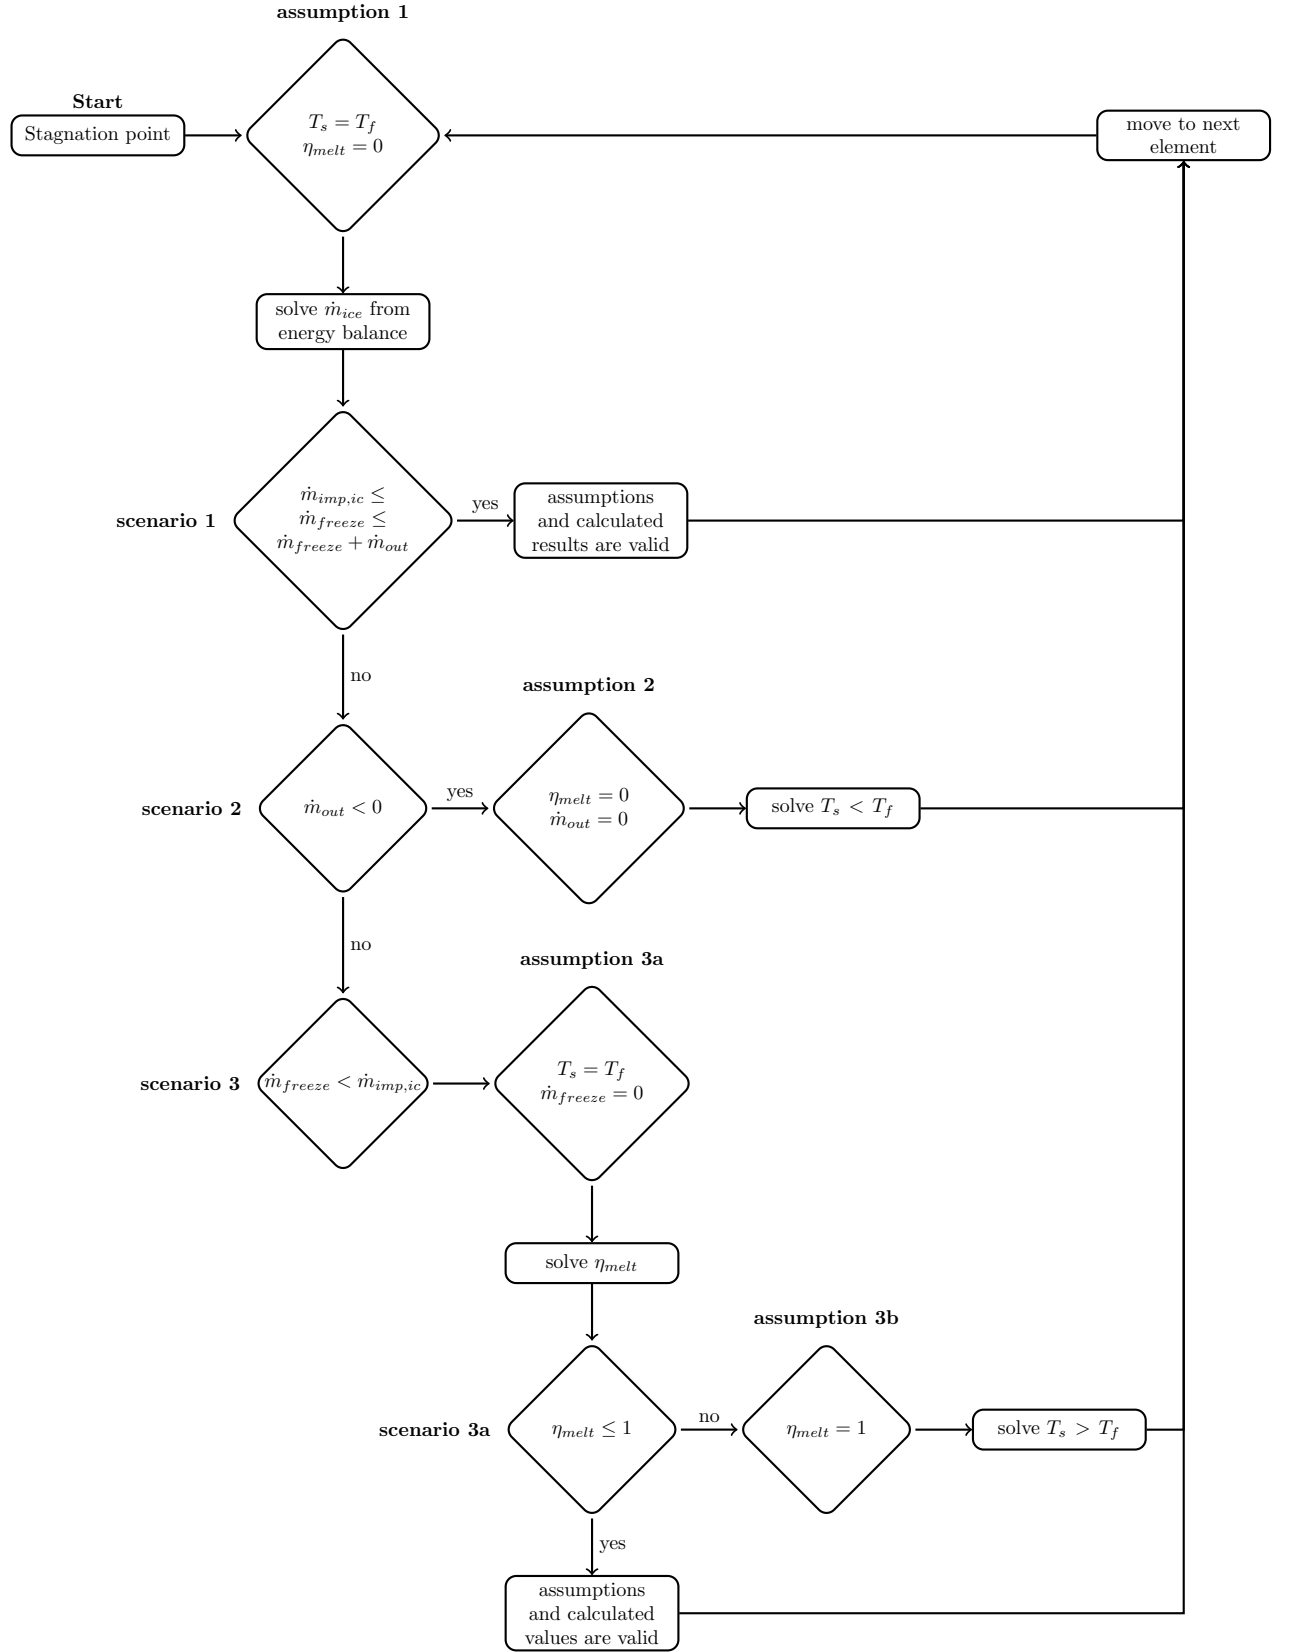 assumption 1
Start
Stagnation point
T_s = T_f
η_melt = 0
move to next
element
solve ṁ_ice from
energy balance
scenario 1
ṁ_imp,ic ≤
ṁ_freeze ≤
ṁ_freeze + ṁ_out
yes
assumptions
and calculated
results are valid
no
assumption 2
scenario 2
ṁ_out < 0
yes
η_melt = 0
ṁ_out = 0
solve T_s < T_f
no
assumption 3a
scenario 3
ṁ_freeze < ṁ_imp,ic
T_s = T_f
ṁ_freeze = 0
solve η_melt
assumption 3b
scenario 3a
η_melt ≤ 1
no
η_melt = 1
solve T_s > T_f
yes
assumptions
and calculated
values are valid